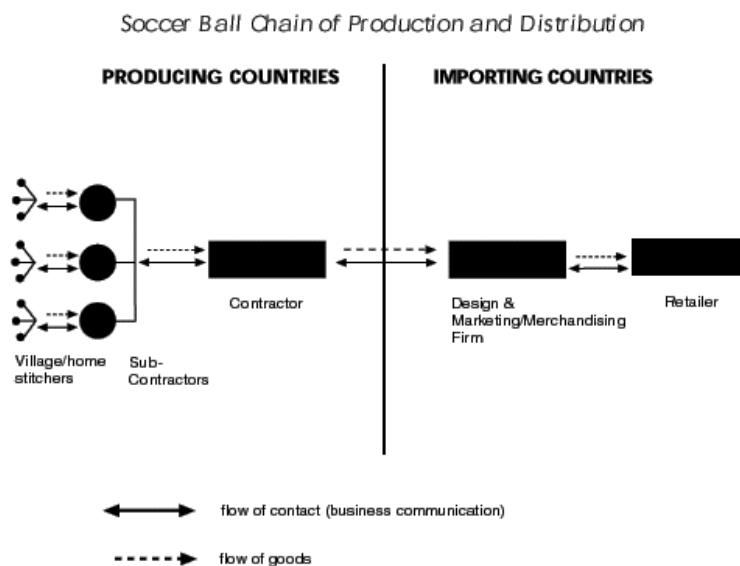 Soccer Ball Chain of Production and Distribution
PRODUCING COUNTRIES
IMPORTING COUNTRIES
Contractor
Design &
Marketing/Merchandising
Firm
Retailer
Village/home
stitchers
Sub-
Contractors
flow of contact (business communication)
flow of goods